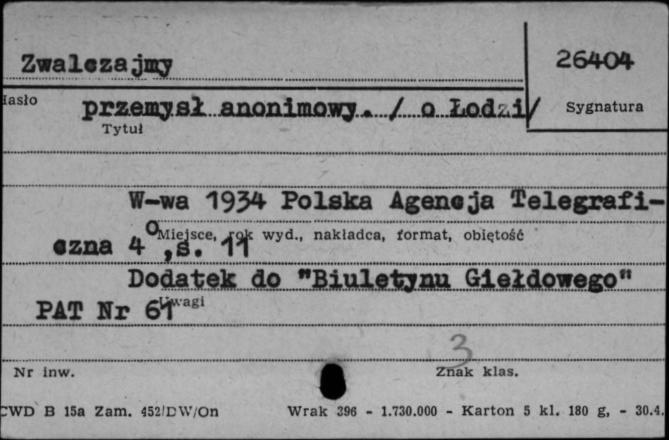 Zwalczajmy
26404
Hasło
przemysł anonimowy. / o Łodzi/
Sygnatura
Tytuł
W-wa 1934 Polska Agencja Telegrafi-
Miejsce, rok wyd., nakładca, format, obiętość
czna 4°, s. 11
Dodatek do "Biuletynu Giełdowego"
Uwagi
PAT Nr 61
3
Nr inw.
Znak klas.
CWD B 15a Zam. 452/DW/On Wrak 396 - 1.730.000 - Karton 5 kl. 180 g, - 30.4.